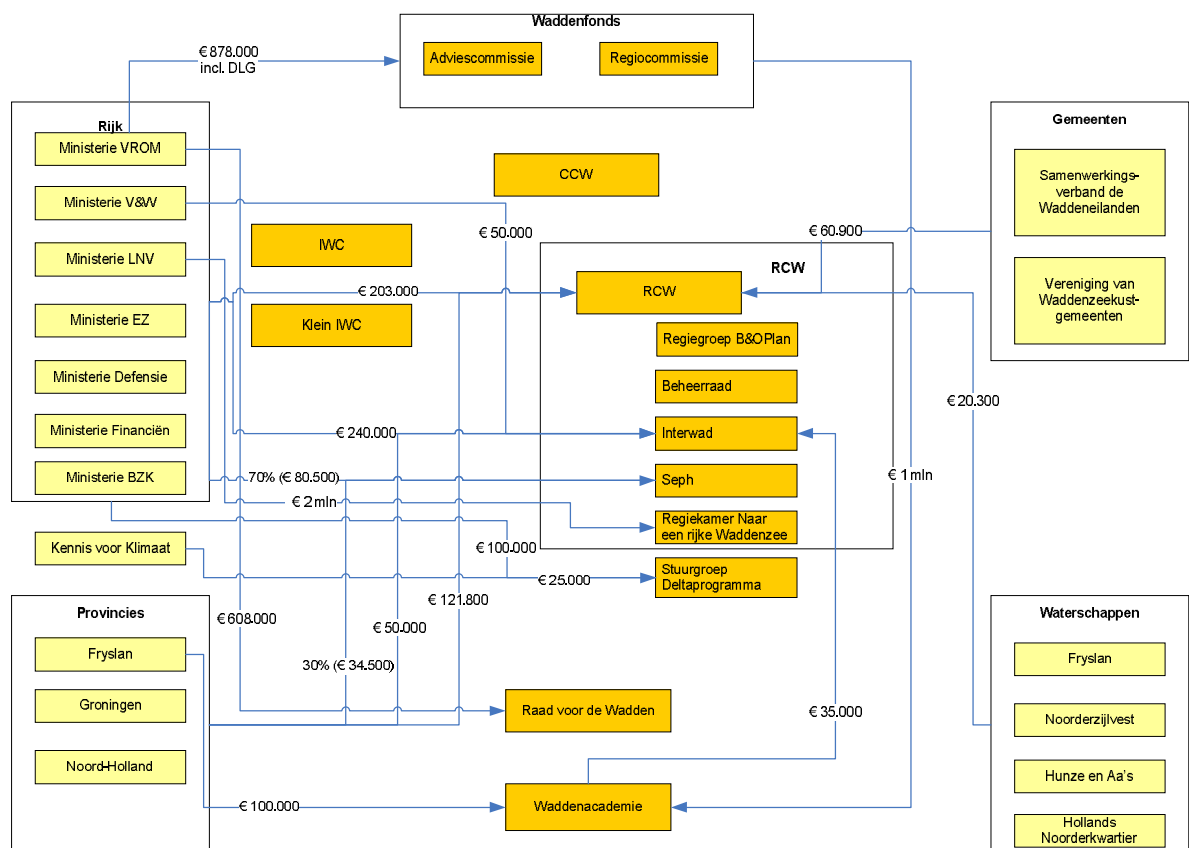 Waddenfonds
Adviescommissie
Regiocommissie
€ 878.000
incl. DLG
Rijk
Ministerie VROM
Ministerie V&W
Ministerie LNV
Ministerie EZ
Ministerie Defensie
Ministerie Financiën
Ministerie BZK
Kennis voor Klimaat
CCW
IWC
Klein IWC
Gemeenten
Samenwerkings-
verband de
Waddeneilanden
Vereniging van
Waddenzeekust-
gemeenten
€ 50.000
€ 60.900
RCW
RCW
€ 203.000
Regiegroep B&OPlan
Beheerraad
€ 20.300
Interwad
€ 240.000
Seph
70% (€ 80.500)
€ 1 mln
€ 2 mln
Regiekamer Naar
een rijke Waddenzee
€ 100.000
Stuurgroep
Deltaprogramma
€ 25.000
€ 121.800
€ 608.000
€ 50.000
30% (€ 34.500)
Provincies
Fryslan
Groningen
Noord-Holland
Raad voor de Wadden
€ 35.000
€ 100.000
Waddenacademie
Waterschappen
Fryslan
Noorderzijlvest
Hunze en Aa's
Hollands
Noorderkwartier